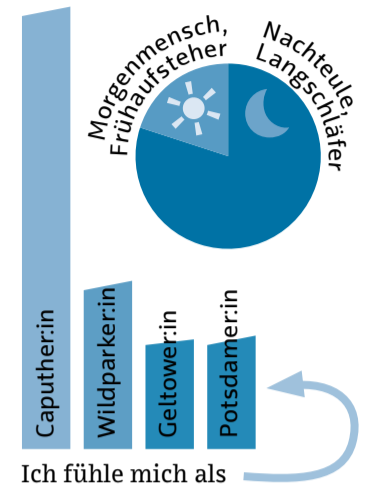 Morgenmensch,
Frühaufsteher
Nachteule,
Langschläfer
Caputher:in
Wildparker:in
Geltower:in
Potsdamer:in
Ich fühle mich als